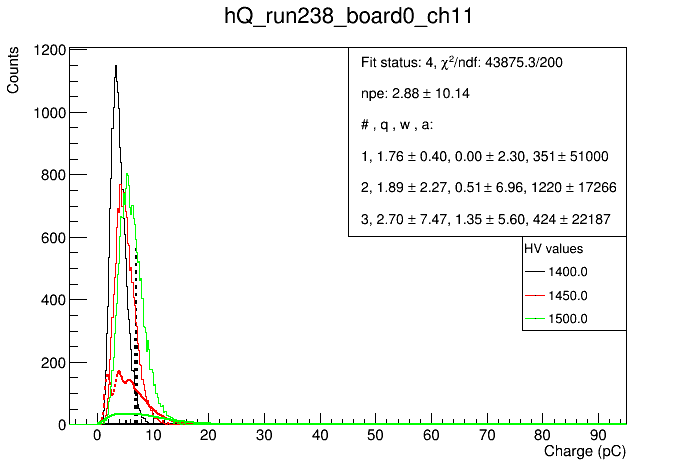 hQ_run238_board0_ch11
Counts
1200
1000
800
600
400
200
0
Fit status: 4, χ²/ndf: 43875.3/200
npe: 2.88 ± 10.14
# , q , w , a:
1, 1.76 ± 0.40, 0.00 ± 2.30, 351 ± 51000
2, 1.89 ± 2.27, 0.51 ± 6.96, 1220 ± 17266
3, 2.70 ± 7.47, 1.35 ± 5.60, 424 ± 22187
HV values
1400.0
1450.0
1500.0
0 10 20 30 40 50 60 70 80 90
Charge (pC)